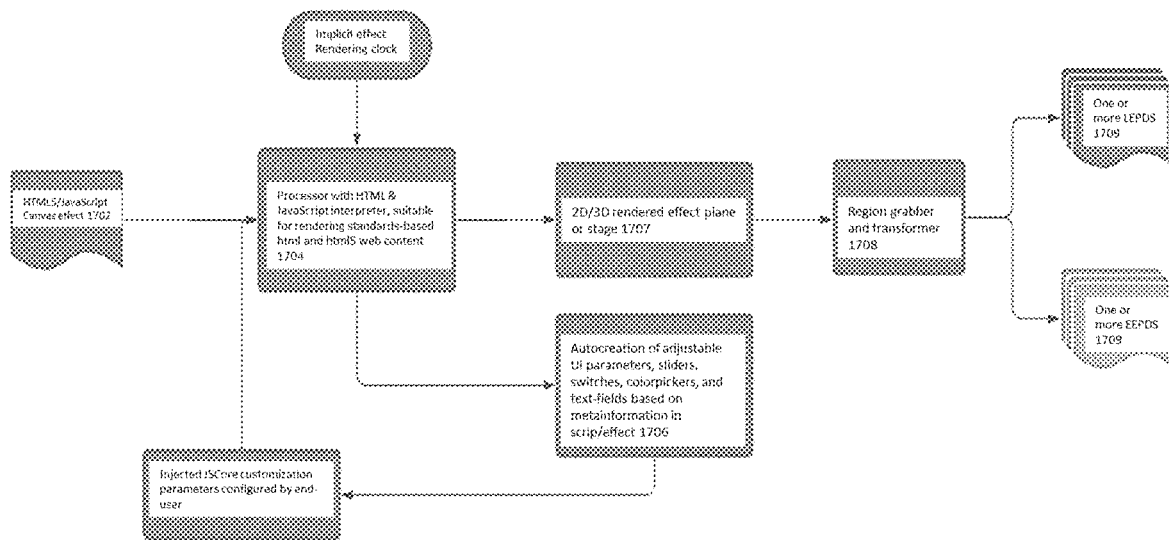 Implicit effect
Rendering clock
HTML5/JavaScript
Canvas effect 1702
Processor with HTML &
JavaScript interpreter, suitable
for rendering standards-based
html and html5 web content
1704
2D/3D rendered effect plane
or stage 1707
Region grabber
and transformer
1708
One or
more LEPDS
1709
One or
more EEPDS
1709
Autocreation of adjustable
UI parameters, sliders,
switches, colorpickers, and
text-fields based on
metainformation in
scrip/effect 1706
Injected JSCore customization
parameters configured by end-
user